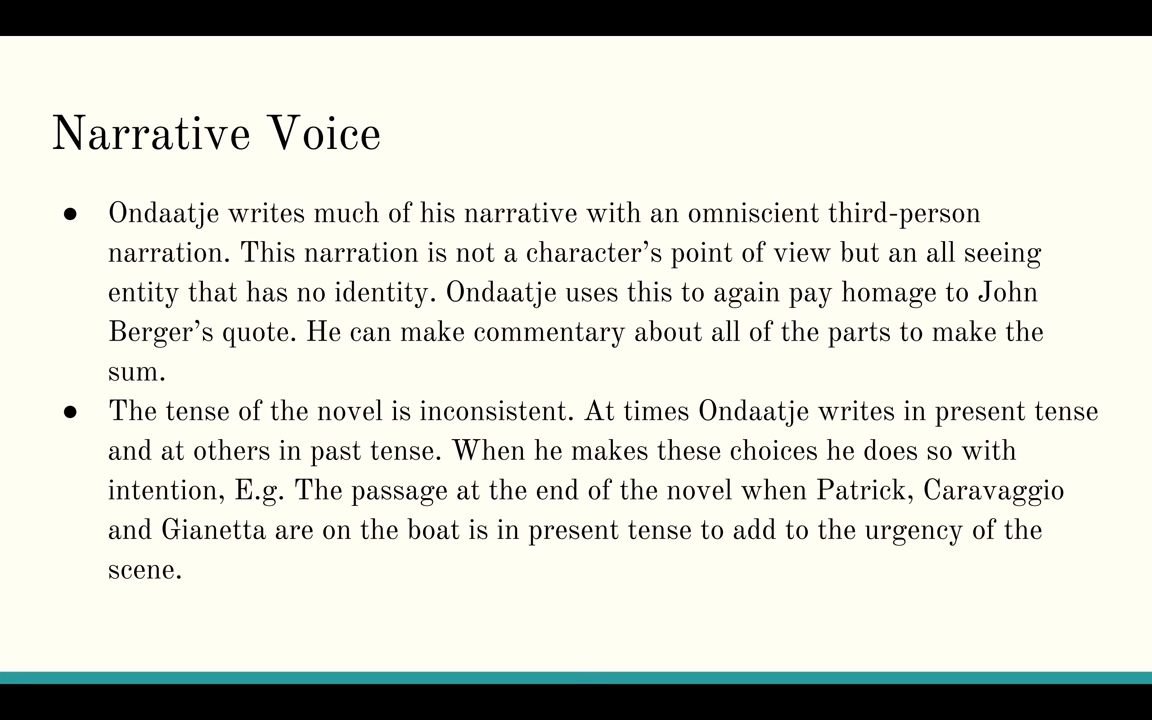 Narrative Voice
● Ondaatje writes much of his narrative with an omniscient third-person
narration. This narration is not a character’s point of view but an all seeing
entity that has no identity. Ondaatje uses this to again pay homage to John
Berger’s quote. He can make commentary about all of the parts to make the
sum.
● The tense of the novel is inconsistent. At times Ondaatje writes in present tense
and at others in past tense. When he makes these choices he does so with
intention, E.g. The passage at the end of the novel when Patrick, Caravaggio
and Gianetta are on the boat is in present tense to add to the urgency of the
scene.